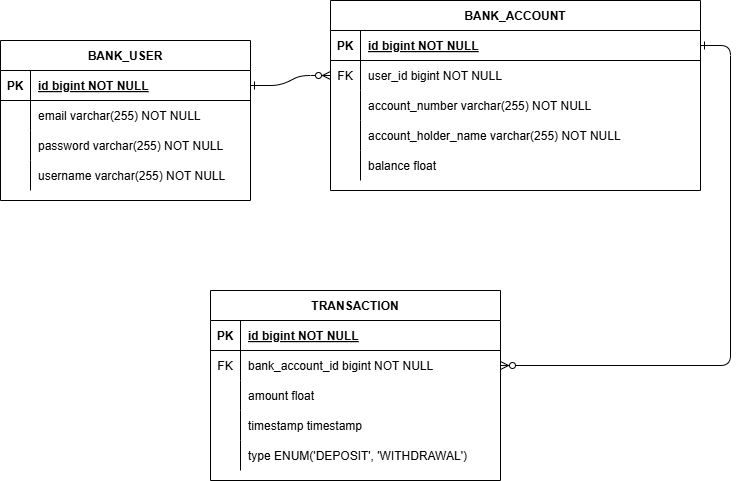 BANK_USER
PK id bigint NOT NULL
email varchar(255) NOT NULL
password varchar(255) NOT NULL
username varchar(255) NOT NULL
BANK_ACCOUNT
PK id bigint NOT NULL
FK user_id bigint NOT NULL
account_number varchar(255) NOT NULL
account_holder_name varchar(255) NOT NULL
balance float
TRANSACTION
PK id bigint NOT NULL
FK bank_account_id bigint NOT NULL
amount float
timestamp timestamp
type ENUM('DEPOSIT', 'WITHDRAWAL')